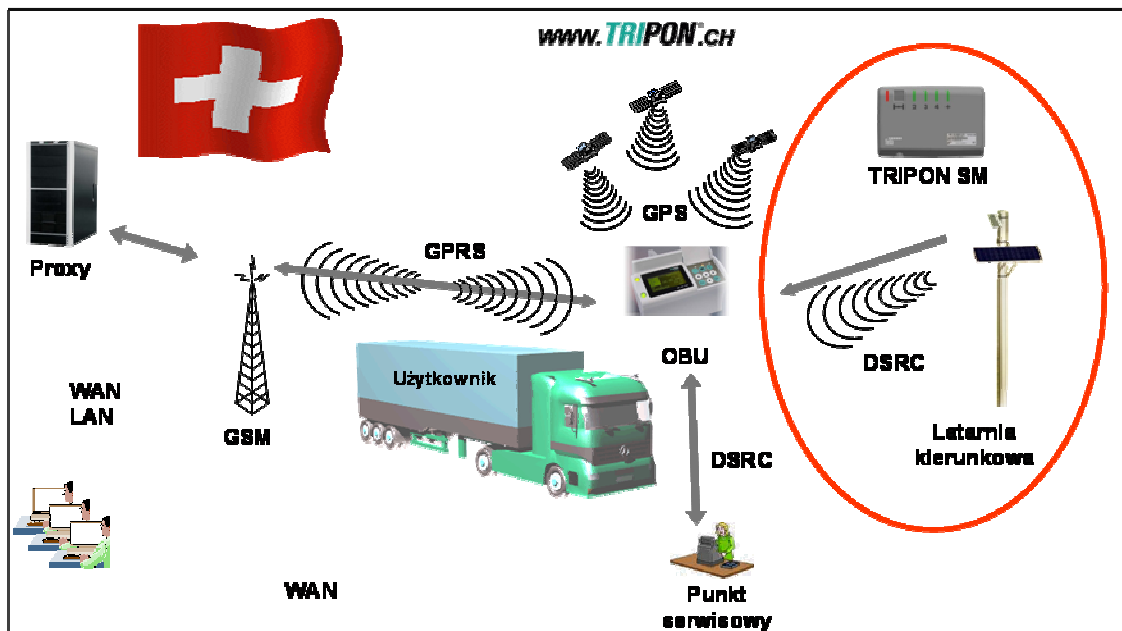 www.TRIPON.CH
TRIPON SM
GPS
GPRS
Proxy
OBU
DSRC
Użytkownik
WAN
LAN
GSM
DSRC
Latarnia
kierunkowa
WAN
Punkt
serwisowy